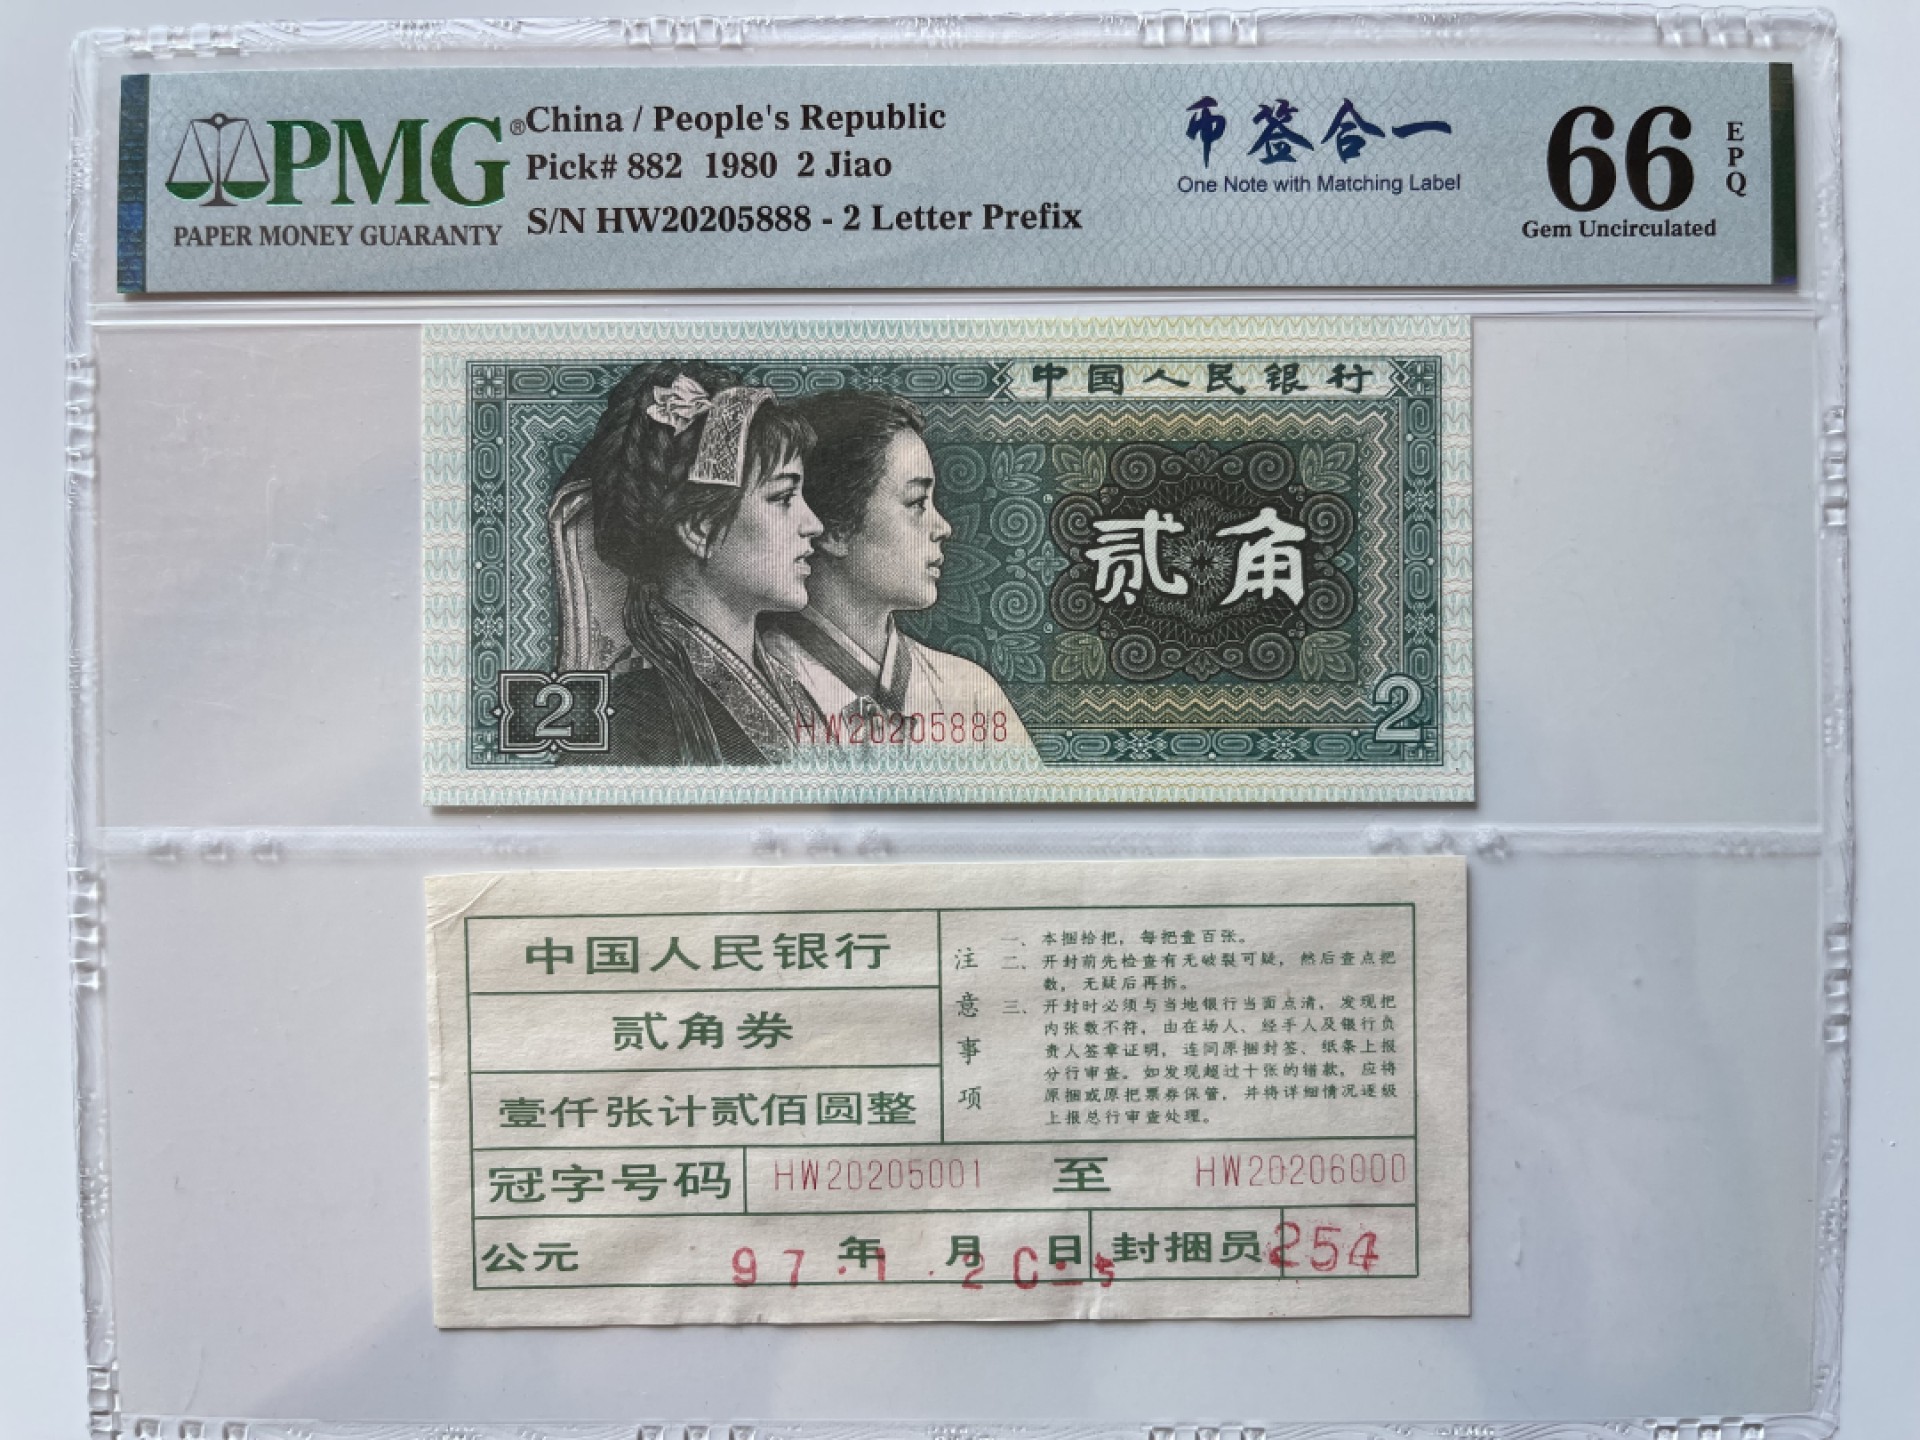 PMG®
PAPER MONEY GUARANTY
China / People's Republic
Pick# 882 1980 2 Jiao
S/N HW20205888 - 2 Letter Prefix
币签合一
One Note with Matching Label
66
EPQ
Gem Uncirculated
中国人民银行
贰角
2
2
HW20205888
中国人民银行
贰角券
壹仟张计贰佰圆整
注意事项
一、本捆拾把，每把壹百张。
二、开封前先检查有无破裂可疑，然后查点把
数，无疑后再拆。
三、开封时必须与当地银行当面点清，发现把
内张数不符，由在场人、经手人及银行负
责人签章证明，连同原捆封签、纸条上报
分行审查。如发现超过十张的错款，应将
原捆或原把票券保管，并将详细情况逐级
上报总行审查处理。
冠字号码 HW20205001 至 HW20206000
公元 年 月 日 封捆员 254
97.1.20
PMG